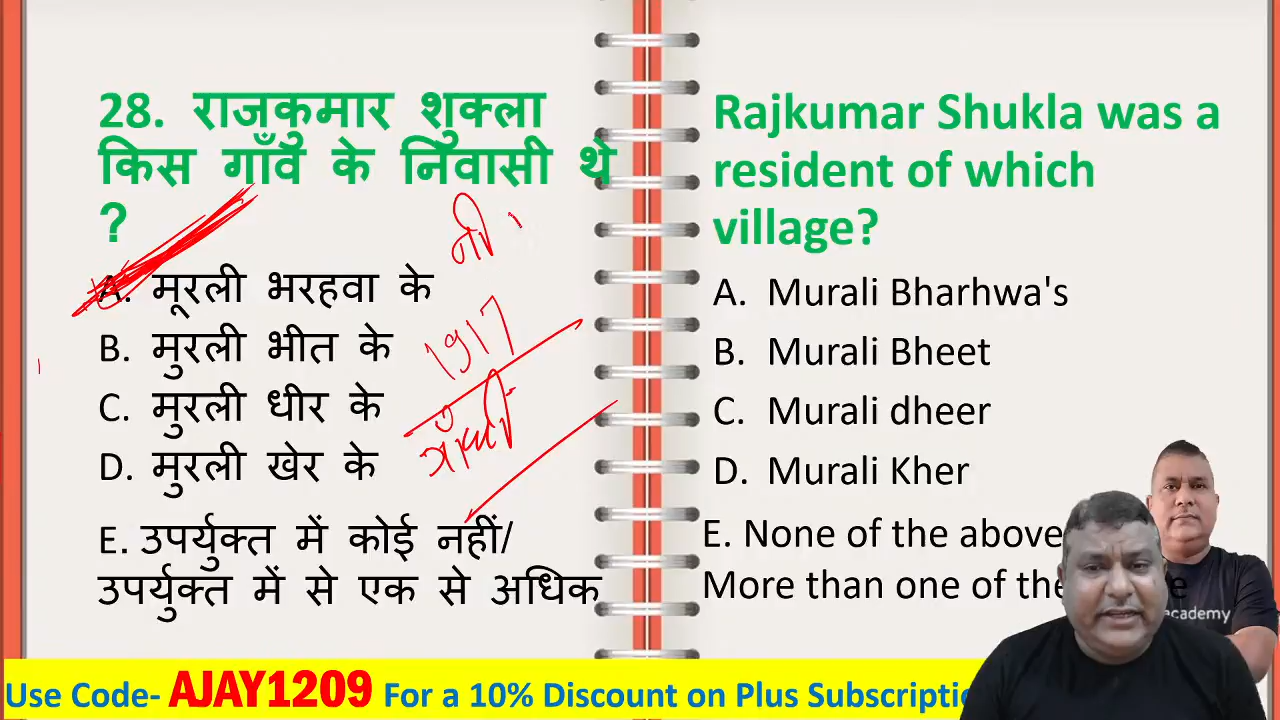 28. राजकुमार शुक्ला
किस गाँव के निवासी थे
?
A. मूरली भरहवा के
B. मुरली भीत के
C. मुरली धीर के
D. मुरली खेर के
E. उपर्युक्त में कोई नहीं/
उपर्युक्त में से एक से अधिक
1917
गाँधी
Rajkumar Shukla was a
resident of which
village?
A. Murali Bharhwa's
B. Murali Bheet
C. Murali dheer
D. Murali Kher
E. None of the above
More than one of the
academy
Use Code- AJAY1209 For a 10% Discount on Plus